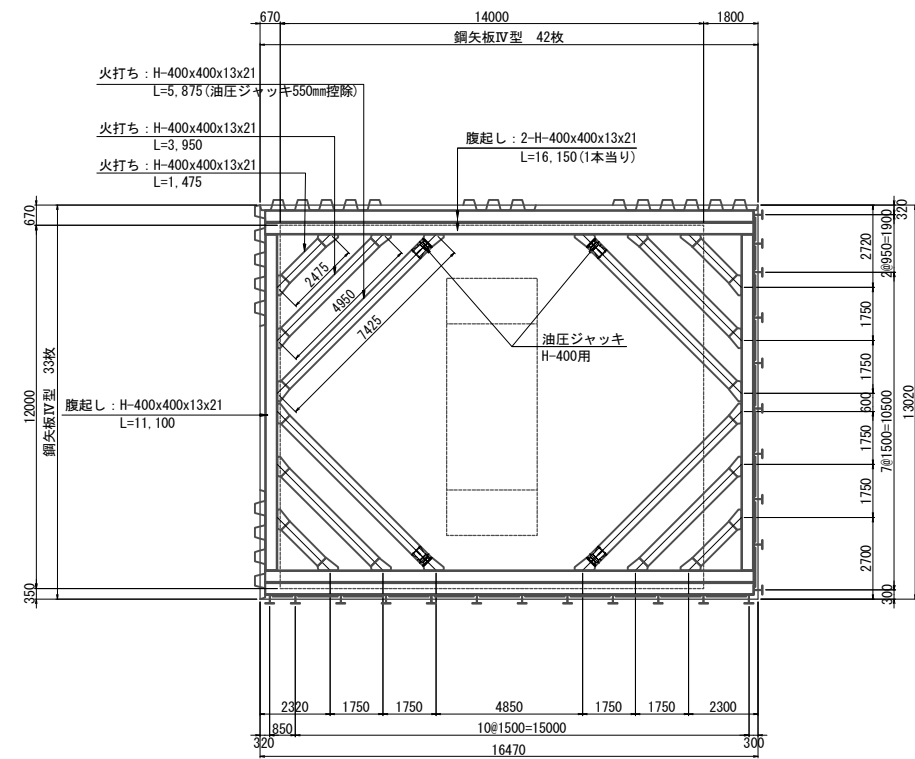 670
14000
1800
鋼矢板Ⅳ型　42枚
火打ち：H-400x400x13x21
L=5,875(油圧ジャッキ550mm控除)
火打ち：H-400x400x13x21
L=3,950
火打ち：H-400x400x13x21
L=1,475
腹起し：2-H-400x400x13x21
L=16,150(1本当り)
670
12000
350
鋼矢板Ⅳ型　33枚
2475
4950
7425
油圧ジャッキ
H-400用
腹起し：H-400x400x13x21
L=11,100
2720
1750
1750
600
1750
1750
2700
320
2@950=1900
7@1500=10500
300
13020
2320
1750
1750
4850
1750
1750
2300
320
850
10@1500=15000
300
16470